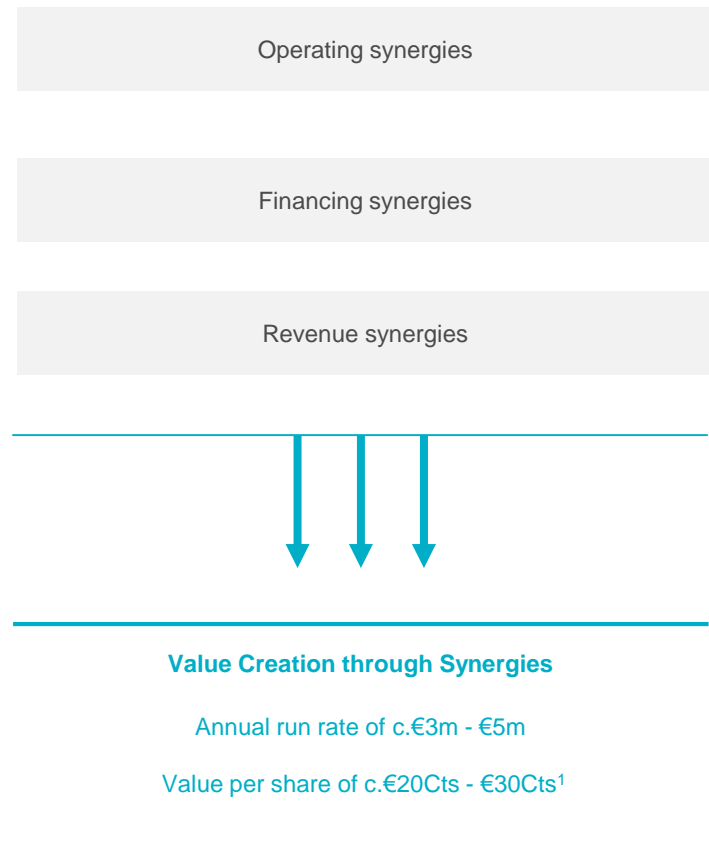 Operating synergies
Financing synergies
Revenue synergies
Value Creation through Synergies
Annual run rate of c.€3m - €5m
Value per share of c.€20Cts - €30Cts¹